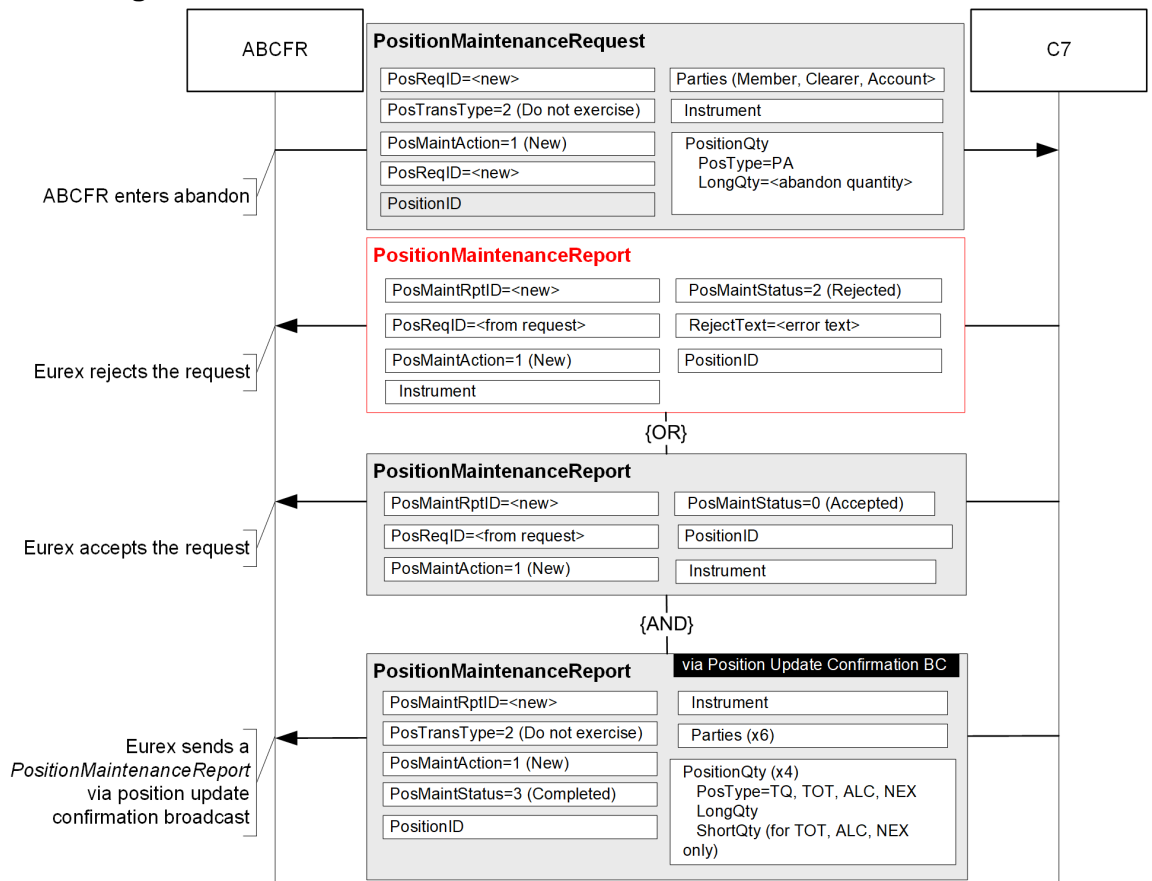 ABCFR
C7
PositionMaintenanceRequest
PosReqID=<new>
Parties (Member, Clearer, Account>
PosTransType=2 (Do not exercise)
Instrument
PosMaintAction=1 (New)
PositionQty
PosType=PA
LongQty=<abandon quantity>
PosReqID=<new>
PositionID
ABCFR enters abandon
PositionMaintenanceReport
PosMaintRptID=<new>
PosMaintStatus=2 (Rejected)
PosReqID=<from request>
RejectText=<error text>
PosMaintAction=1 (New)
PositionID
Instrument
Eurex rejects the request
{OR}
PositionMaintenanceReport
PosMaintRptID=<new>
PosMaintStatus=0 (Accepted)
PosReqID=<from request>
PositionID
PosMaintAction=1 (New)
Instrument
Eurex accepts the request
{AND}
PositionMaintenanceReport
via Position Update Confirmation BC
PosMaintRptID=<new>
Instrument
PosTransType=2 (Do not exercise)
Parties (x6)
PosMaintAction=1 (New)
PositionQty (x4)
PosType=TQ, TOT, ALC, NEX
LongQty
ShortQty (for TOT, ALC, NEX
only)
PosMaintStatus=3 (Completed)
PositionID
Eurex sends a
PositionMaintenanceReport
via position update
confirmation broadcast